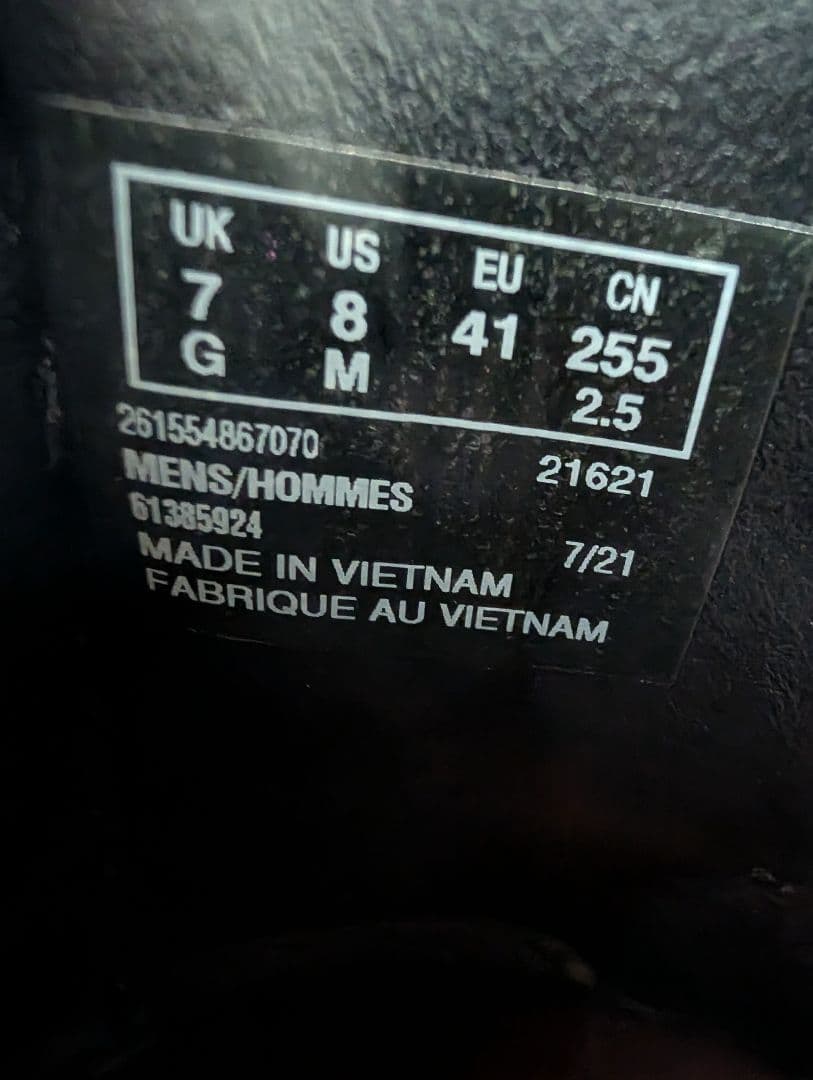 UK US EU CN
7 8 41 255
G M 2.5
261554867070 21621
MENS/HOMMES
61385924 7/21
MADE IN VIETNAM
FABRIQUE AU VIETNAM